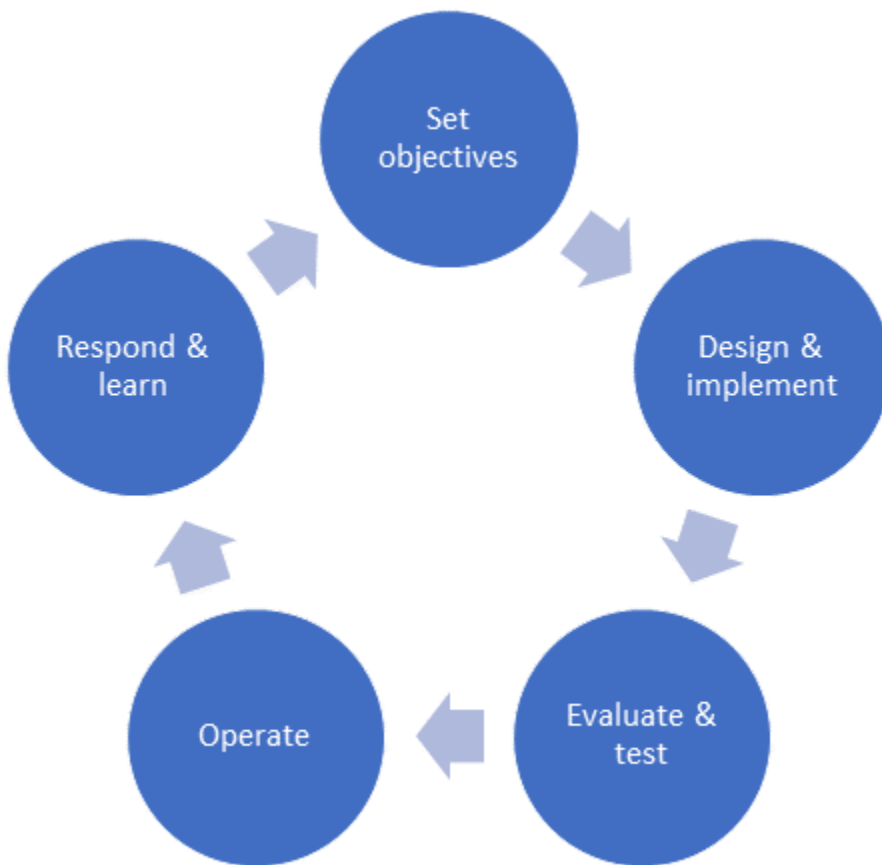 Set
objectives
Design &
implement
Evaluate &
test
Operate
Respond &
learn